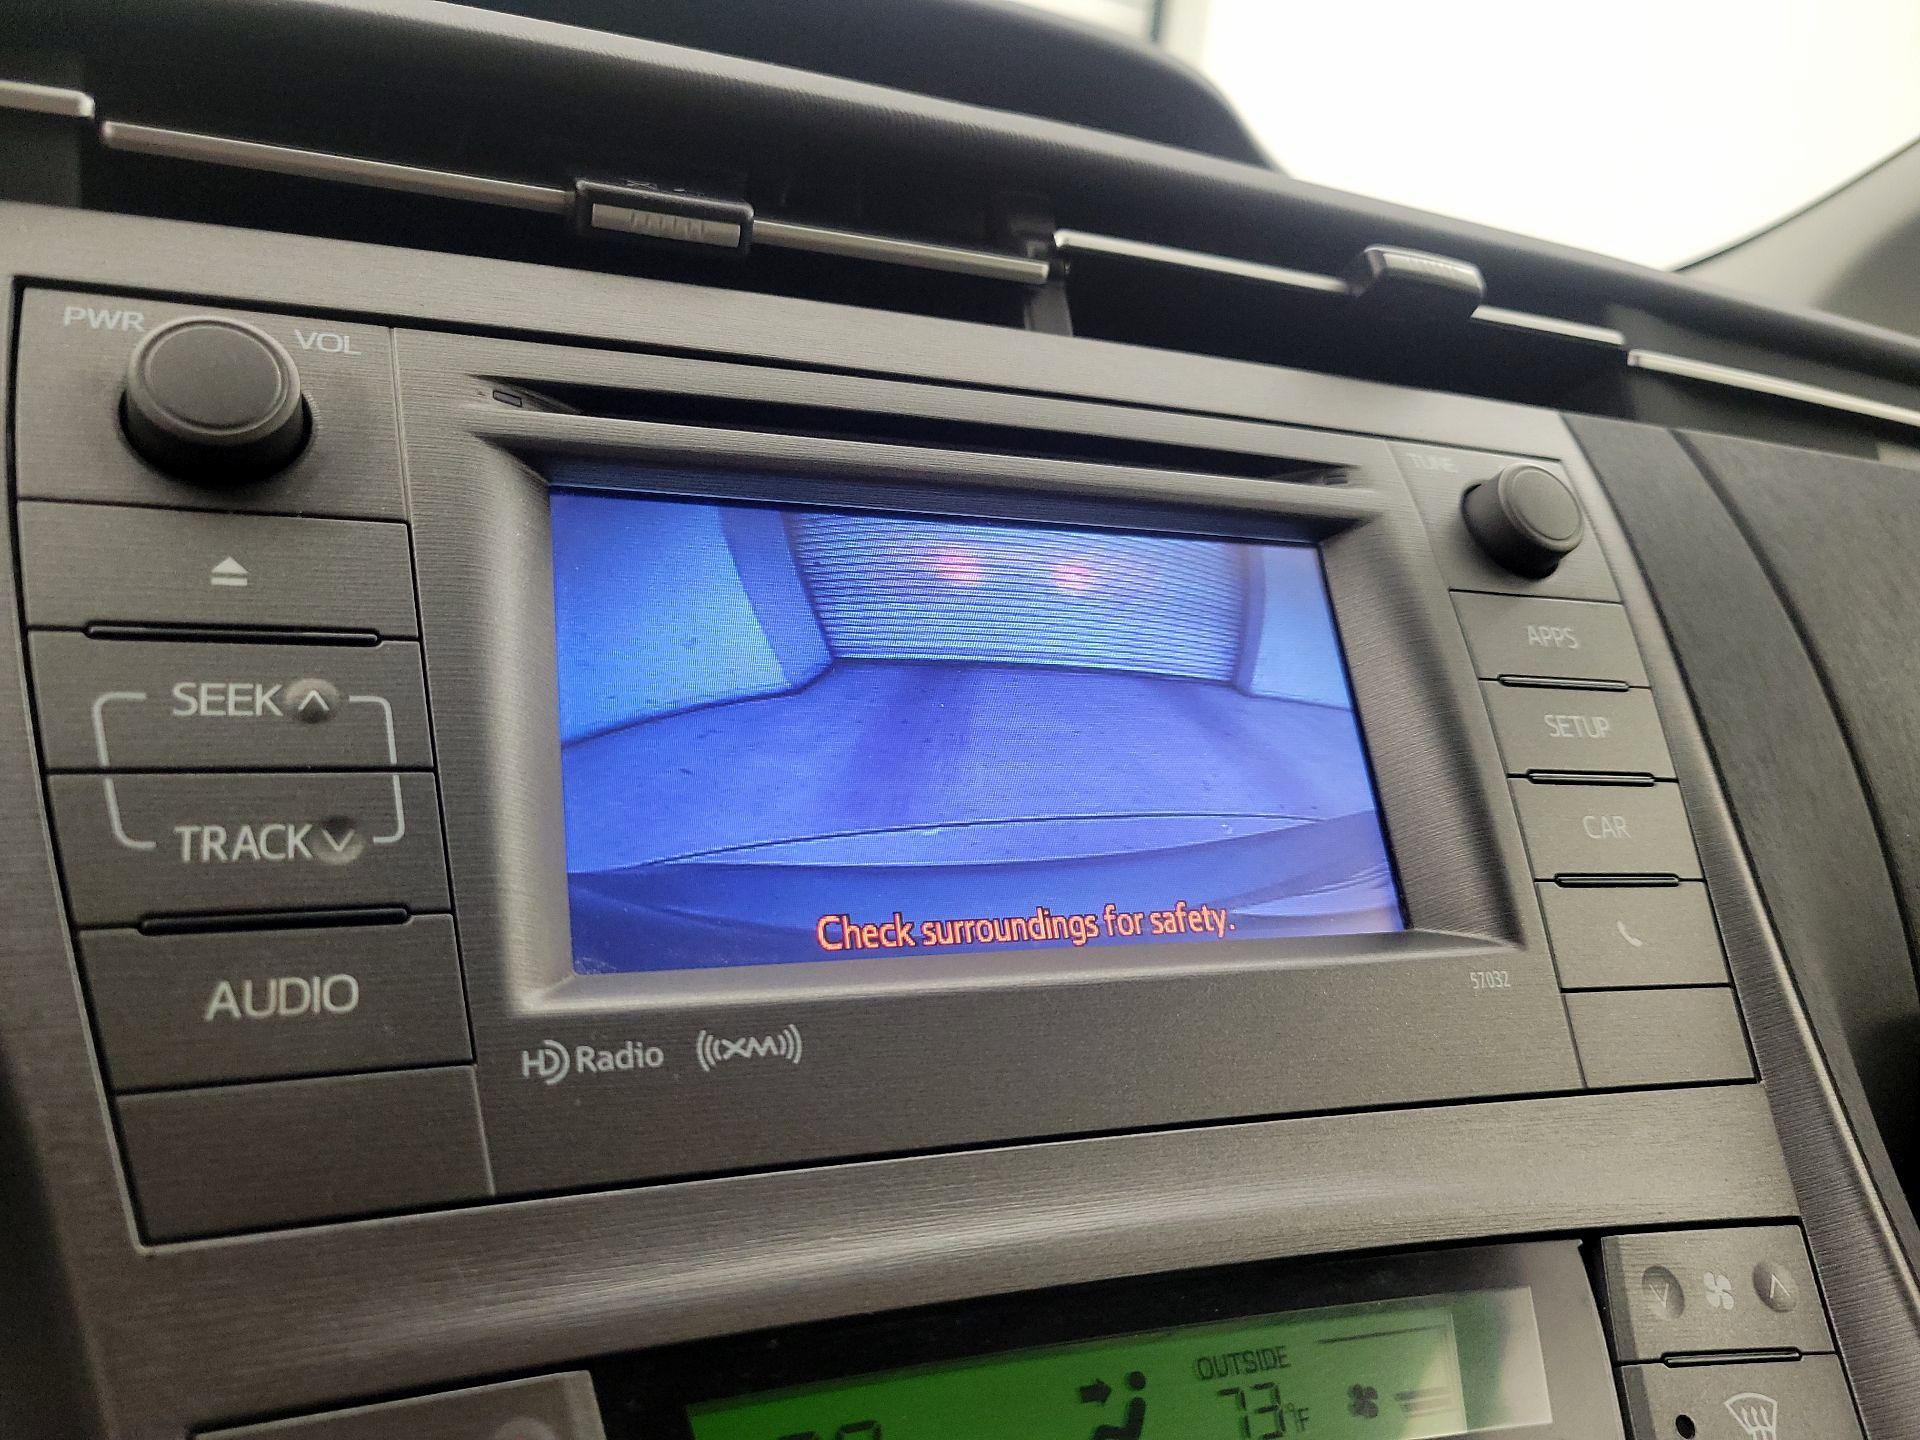 PWR
VOL
TUNE
SEEK
TRACK
AUDIO
APPS
SETUP
CAR
Check surroundings for safety.
57032
HD Radio
((XM))
OUTSIDE
73°F